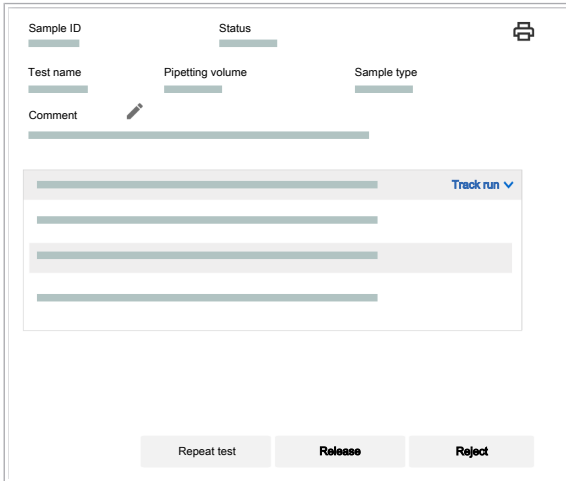 Sample ID Status
Test name Pipetting volume Sample type
Comment
Track run
Repeat test Release Reject